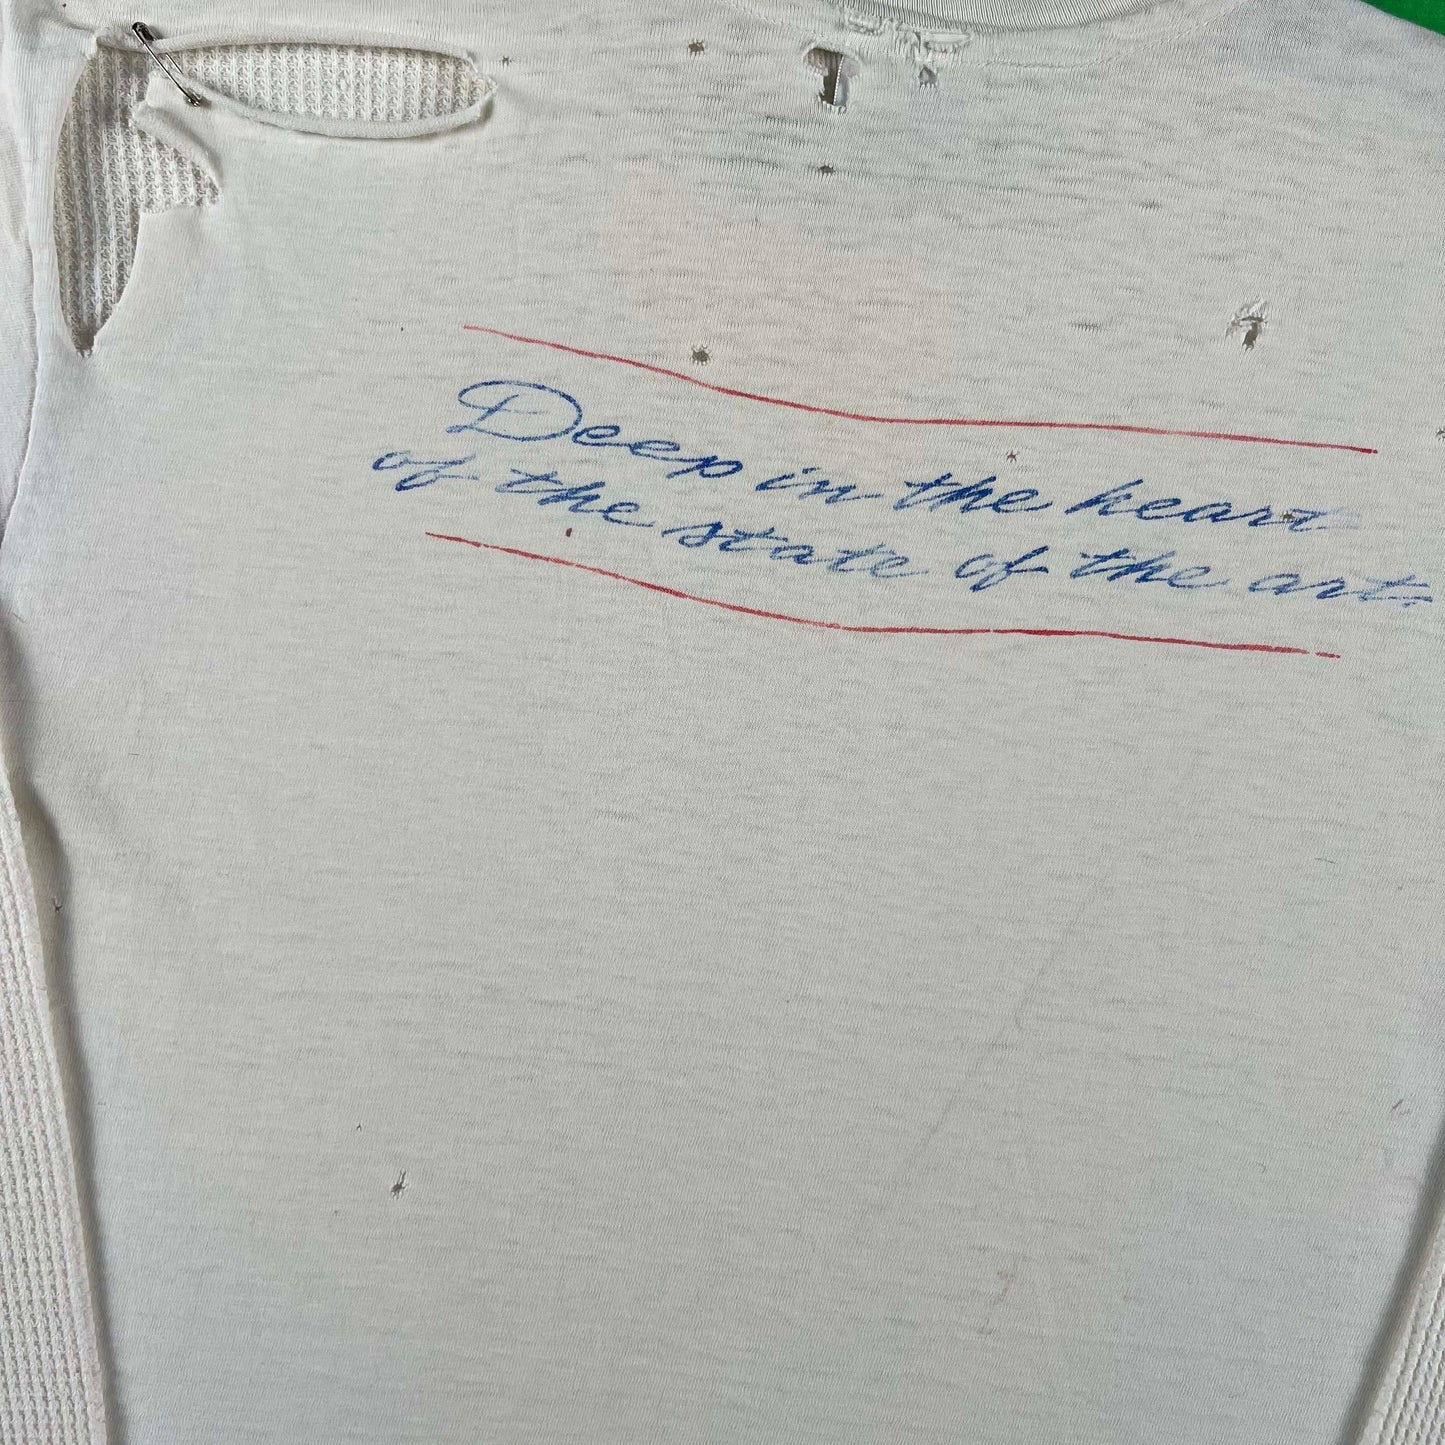 Deep in the heart
of the state of the art.